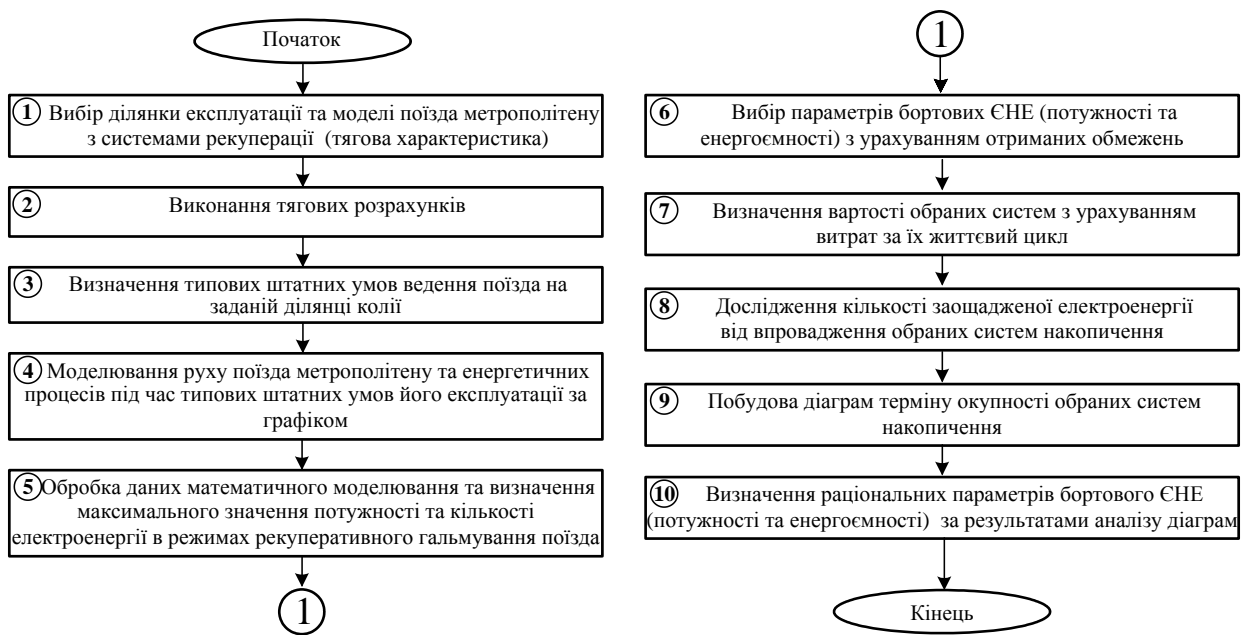 Початок
① Вибір ділянки експлуатації та моделі поїзда метрополітену
з системами рекуперації (тягова характеристика)
② Виконання тягових розрахунків
③ Визначення типових штатних умов ведення поїзда на
заданій ділянці колії
④ Моделювання руху поїзда метрополітену та енергетичних
процесів під час типових штатних умов його експлуатації за
графіком
⑤ Обробка даних математичного моделювання та визначення
максимального значення потужності та кількості
електроенергії в режимах рекуперативного гальмування поїзда
1
1
⑥ Вибір параметрів бортових ЄНЕ (потужності та
енергоємності) з урахуванням отриманих обмежень
⑦ Визначення вартості обраних систем з урахуванням
витрат за їх життєвий цикл
⑧ Дослідження кількості заощадженої електроенергії
від впровадження обраних систем накопичення
⑨ Побудова діаграм терміну окупності обраних систем
накопичення
⑩ Визначення раціональних параметрів бортового ЄНЕ
(потужності та енергоємності) за результатами аналізу діаграм
Кінець